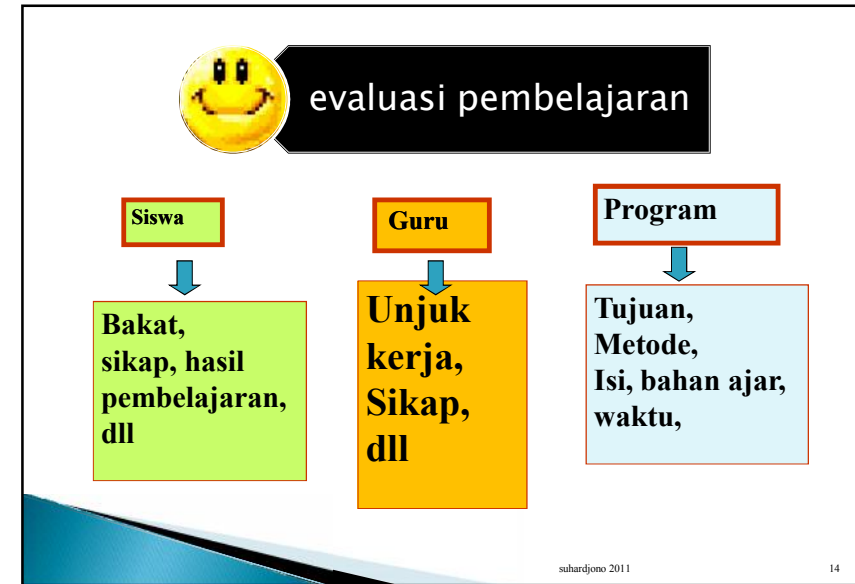 evaluasi pembelajaran
Siswa
Guru
Program
Bakat,
sikap, hasil
pembelajaran,
dll
Unjuk
kerja,
Sikap,
dll
Tujuan,
Metode,
Isi, bahan ajar,
waktu,
suhardjono 2011
14